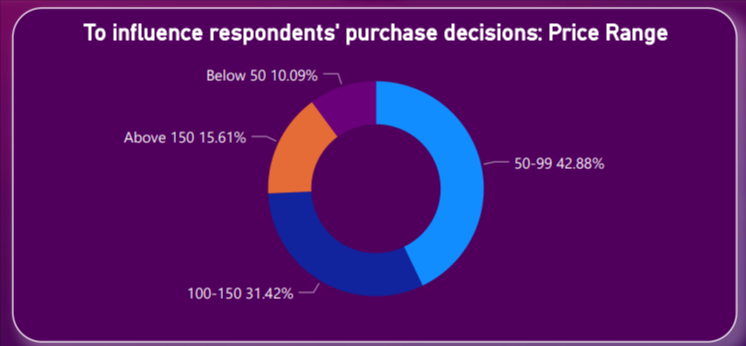 To influence respondents' purchase decisions: Price Range
Below 50 10.09%
Above 150 15.61%
50-99 42.88%
100-150 31.42%